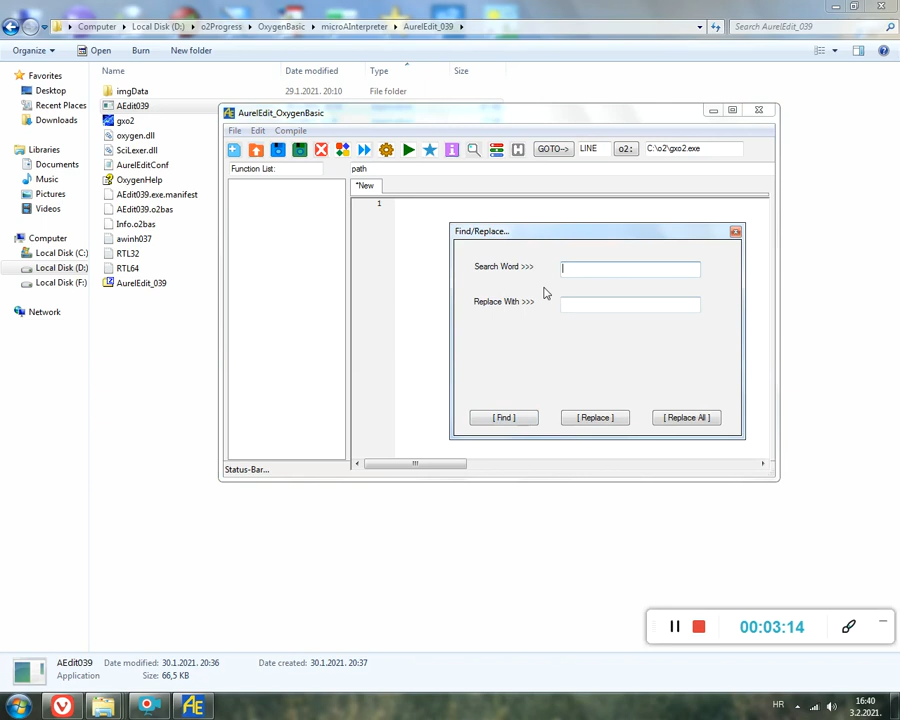 Computer ▸ Local Disk (D:) ▸ o2Progress ▸ OxygenBasic ▸ microAInterpreter ▸ AurelEdit_039 ▸
Search AurelEdit_039
Organize ▾ Open Burn New folder
Name Date modified Type Size
Favorites
Desktop
Recent Places
Downloads
Libraries
Documents
Music
Pictures
Videos
Computer
Local Disk (C:)
Local Disk (D:)
Local Disk (F:)
Network
imgData 29.1.2021. 20:10 File folder
AEdit039
gxo2
oxygen.dll
SciLexer.dll
AurelEditConf
OxygenHelp
AEdit039.exe.manifest
AEdit039.o2bas
Info.o2bas
awinh037
RTL32
RTL64
AurelEdit_039
AE AurelEdit_OxygenBasic
File Edit Compile
GOTO--> LINE o2: C:\o2\gxo2.exe
Function List: path
*New
1
Find/Replace...
Search Word >>>
Replace With >>>
[ Find ] [ Replace ] [ Replace All ]
Status-Bar...
00:03:14
AEdit039 Date modified: 30.1.2021. 20:36 Date created: 30.1.2021. 20:37
Application Size: 66,5 KB
AE
HR
16:40
3.2.2021.